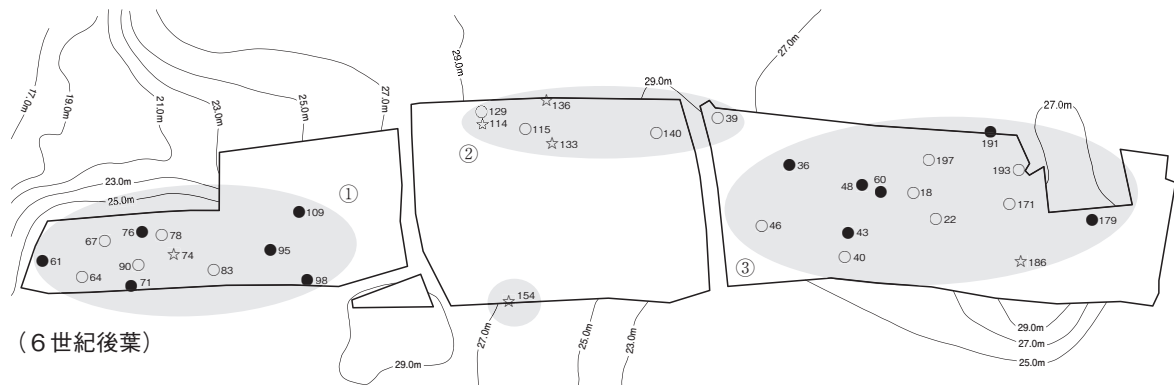 17.0m
19.0m
21.0m
23.0m
25.0m
27.0m
29.0m
27.0m
29.0m
27.0m
23.0m
25.0m
①
②
③
129
136
114
115
133
140
39
191
36
197
193
48
60
18
171
179
46
22
43
40
186
109
76
67
78
74
95
61
90
64
83
71
98
154
(6世紀後葉)
29.0m
27.0m
25.0m
23.0m
29.0m
27.0m
25.0m